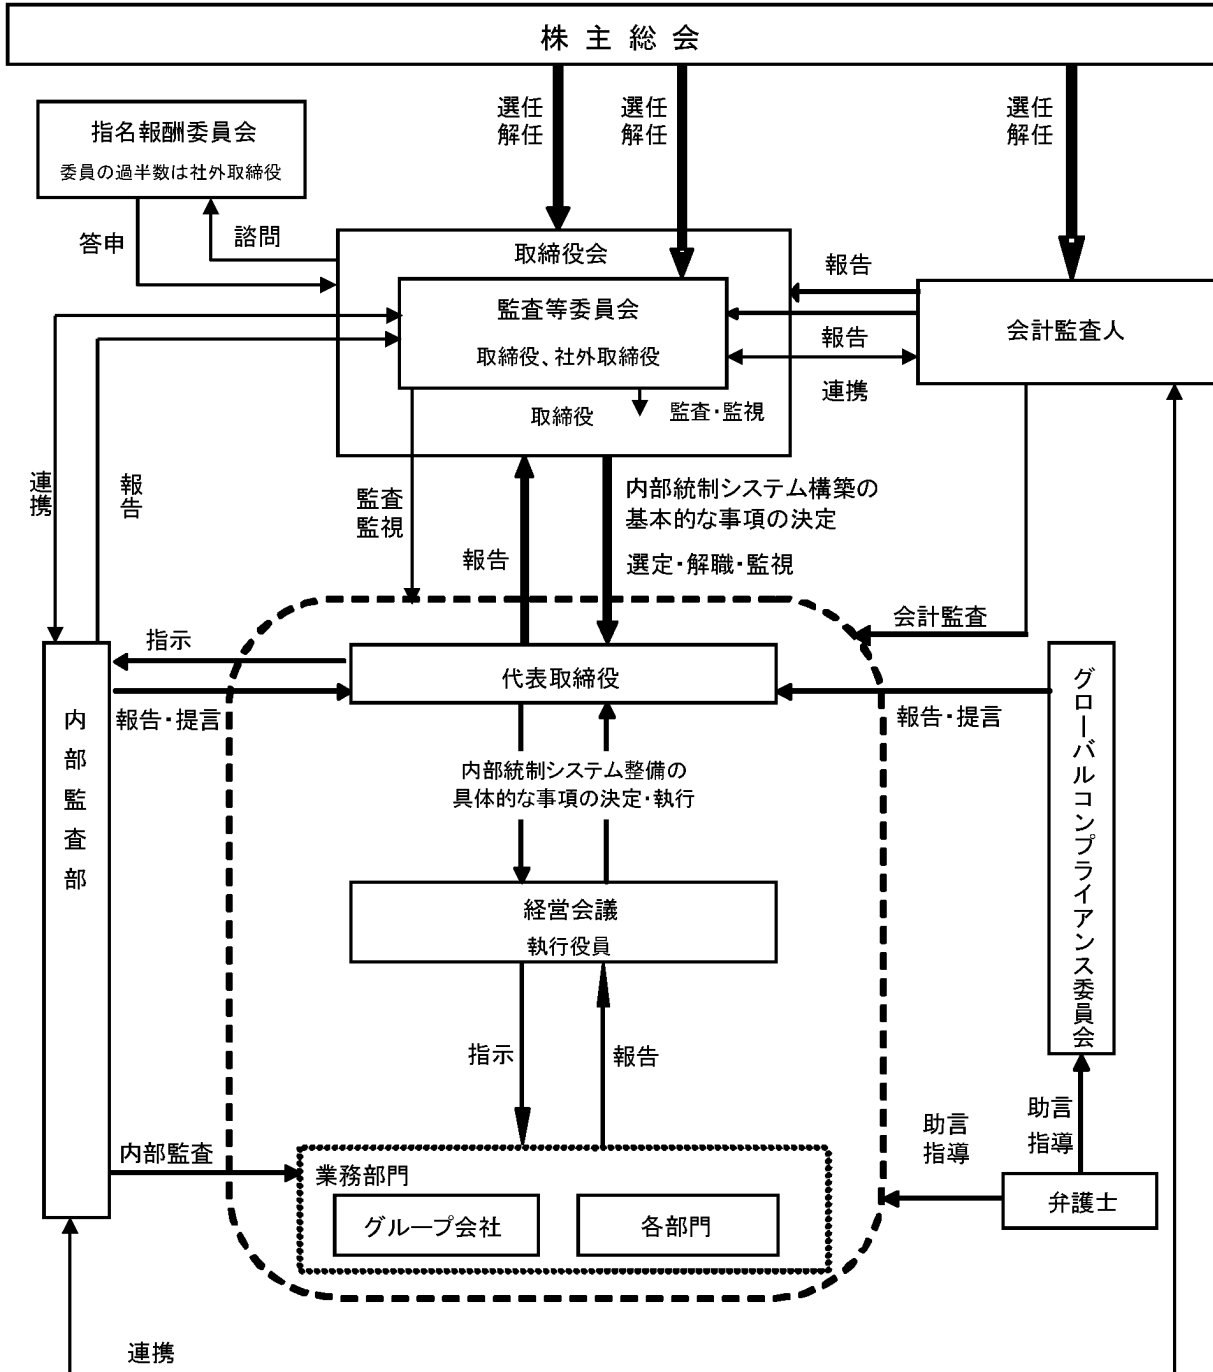 株主総会
選任
解任
選任
解任
選任
解任
指名報酬委員会
委員の過半数は社外取締役
答申
諮問
取締役会
監査等委員会
取締役、社外取締役
取締役
監査・監視
報告
報告
連携
会計監査人
連携
報告
監査
監視
報告
内部統制システム構築の
基本的な事項の決定
選定・解職・監視
会計監査
指示
代表取締役
報告・提言
報告・提言
内部監査部
グローバルコンプライアンス委員会
内部統制システム整備の
具体的な事項の決定・執行
経営会議
執行役員
指示
報告
助言
指導
助言
指導
内部監査
業務部門
グループ会社
各部門
弁護士
連携